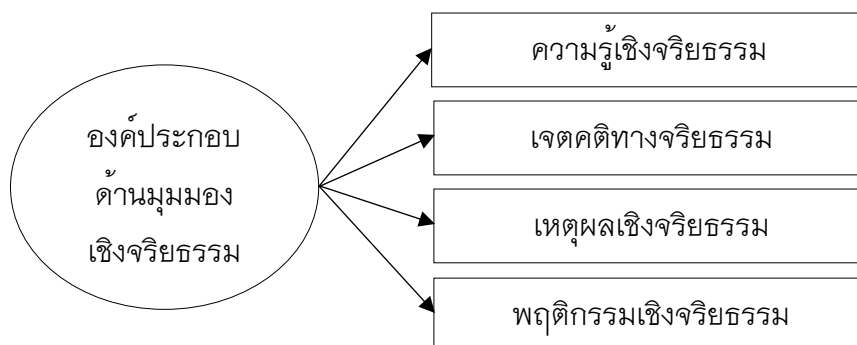 องค์ประกอบ
ด้านมุมมอง
เชิงจริยธรรม
ความรู้เชิงจริยธรรม
เจตคติทางจริยธรรม
เหตุผลเชิงจริยธรรม
พฤติกรรมเชิงจริยธรรม